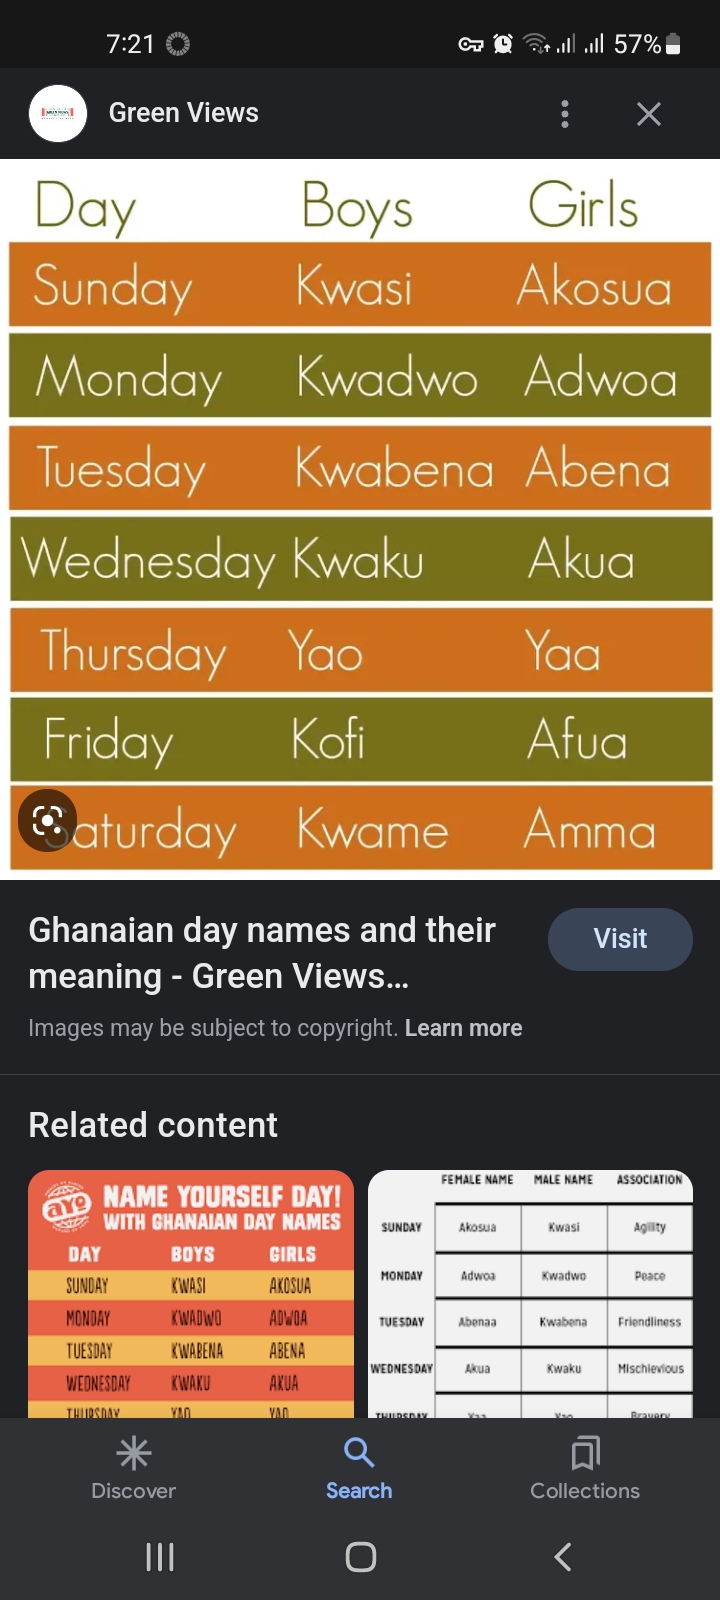 7:21 57%
Green Views
Day Boys Girls
Sunday Kwasi Akosua
Monday Kwadwo Adwoa
Tuesday Kwabena Abena
Wednesday Kwaku Akua
Thursday Yao Yaa
Friday Kofi Afua
Saturday Kwame Amma
Ghanaian day names and their
meaning - Green Views...
Visit
Images may be subject to copyright. Learn more
Related content
ayo
NAME YOURSELF DAY!
WITH GHANAIAN DAY NAMES
DAY BOYS GIRLS
SUNDAY KWASI AKOSUA
MONDAY KWADWO ADWOA
TUESDAY KWABENA ABENA
WEDNESDAY KWAKU AKUA
THURSDAY YAO YAO
FEMALE NAME MALE NAME ASSOCIATION
SUNDAY Akosua Kwasi Agility
MONDAY Adwoa Kwadwo Peace
TUESDAY Abenaa Kwabena Friendliness
WEDNESDAY Akua Kwaku Mischievious
THURSDAY Yaa Yao Bravery
Discover Search Collections